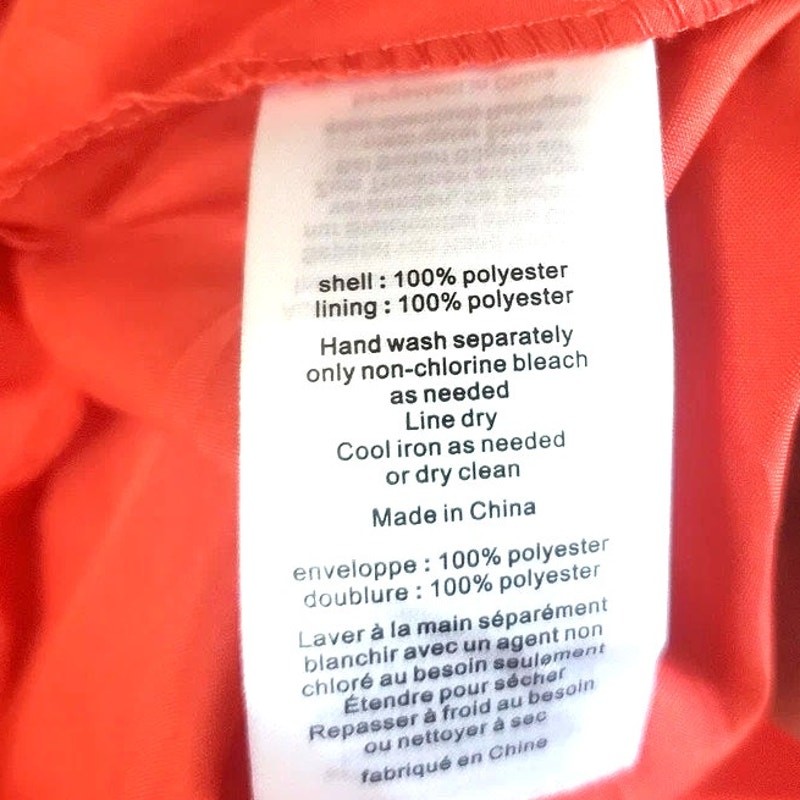 shell : 100% polyester
lining : 100% polyester
Hand wash separately
only non-chlorine bleach
as needed
Line dry
Cool iron as needed
or dry clean
Made in China
enveloppe : 100% polyester
doublure : 100% polyester
Laver à la main séparément
blanchir avec un agent non
chloré au besoin seulement
Étendre pour sécher
Repasser à froid au besoin
ou nettoyer à sec
fabriqué en Chine